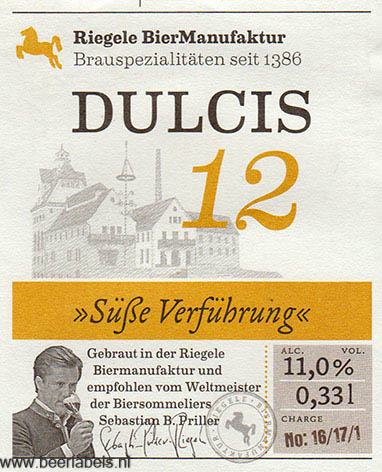 Riegele BierManufaktur
Brauspezialitäten seit 1386
DULCIS
12
»Süße Verführung«
Gebraut in der Riegele
Biermanufaktur und
empfohlen vom Weltmeister
der Biersommeliers
Sebastian B. Priller
ALC. VOL.
11,0%
0,33l
CHARGE
No: 16/17/1
www.beerlabels.nl